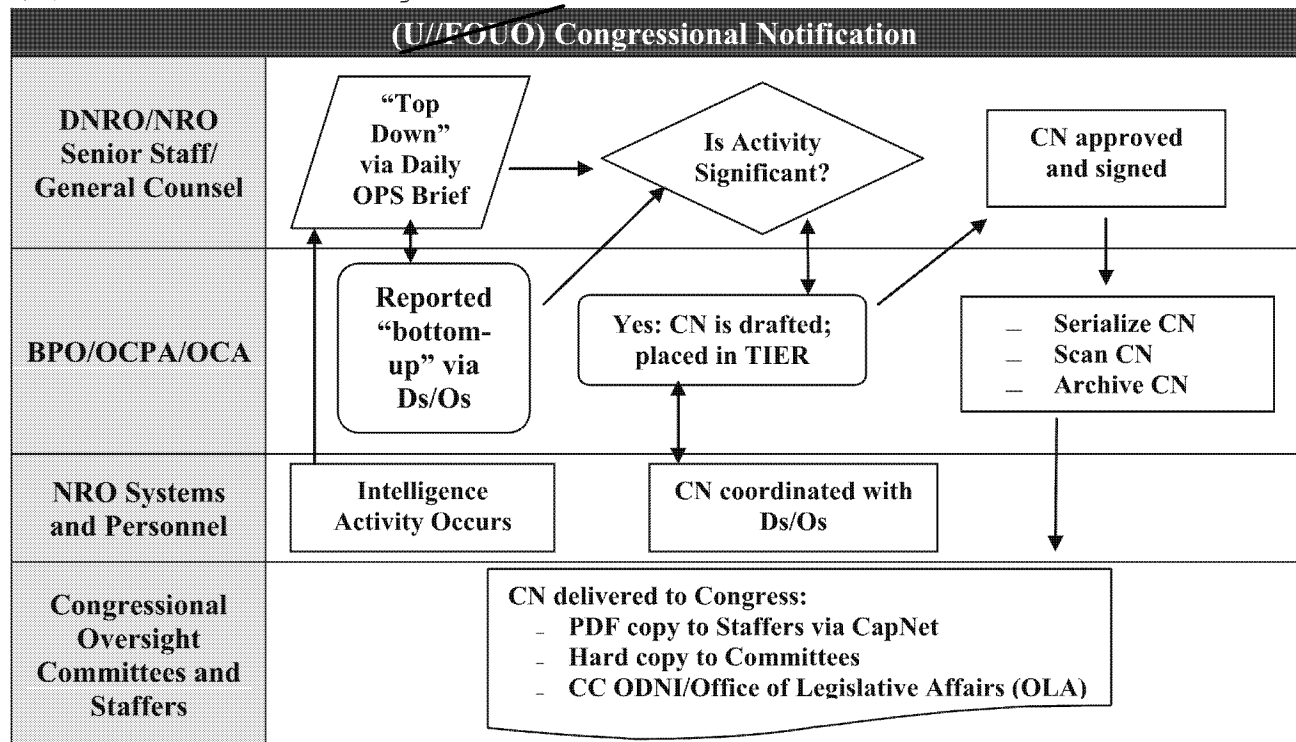 (U//FOUO) Congressional Notification
DNRO/NRO
Senior Staff/
General Counsel
“Top
Down”
via Daily
OPS Brief
Is Activity
Significant?
CN approved
and signed
BPO/OCPA/OCA
Reported
“bottom-
up” via
Ds/Os
Yes: CN is drafted;
placed in TIER
— Serialize CN
— Scan CN
— Archive CN
NRO Systems
and Personnel
Intelligence
Activity Occurs
CN coordinated with
Ds/Os
Congressional
Oversight
Committees and
Staffers
CN delivered to Congress:
– PDF copy to Staffers via CapNet
– Hard copy to Committees
– CC ODNI/Office of Legislative Affairs (OLA)